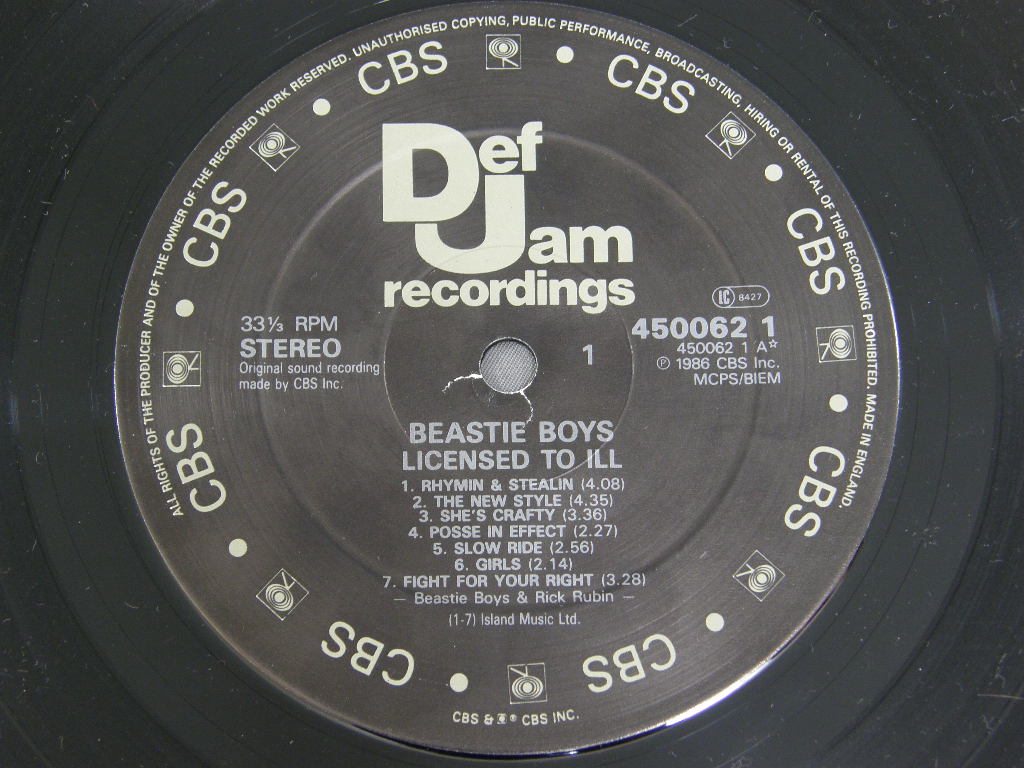 ALL RIGHTS OF THE PRODUCER AND OF THE OWNER OF THE RECORDED WORK RESERVED. UNAUTHORISED COPYING, PUBLIC PERFORMANCE, BROADCASTING, HIRING OR RENTAL OF THIS RECORDING PROHIBITED. MADE IN ENGLAND.
CBS
CBS
CBS
CBS
CBS
CBS
CBS
CBS
Def
Jam
recordings
33⅓ RPM
STEREO
Original sound recording
made by CBS Inc.
1
LC 8427
450062 1
450062 1 A☆
℗ 1986 CBS Inc.
MCPS/BIEM
BEASTIE BOYS
LICENSED TO ILL
1. RHYMIN & STEALIN (4.08)
2. THE NEW STYLE (4.35)
3. SHE'S CRAFTY (3.36)
4. POSSE IN EFFECT (2.27)
5. SLOW RIDE (2.56)
6. GIRLS (2.14)
7. FIGHT FOR YOUR RIGHT (3.28)
— Beastie Boys & Rick Rubin —
(1-7) Island Music Ltd.
CBS & ® CBS INC.